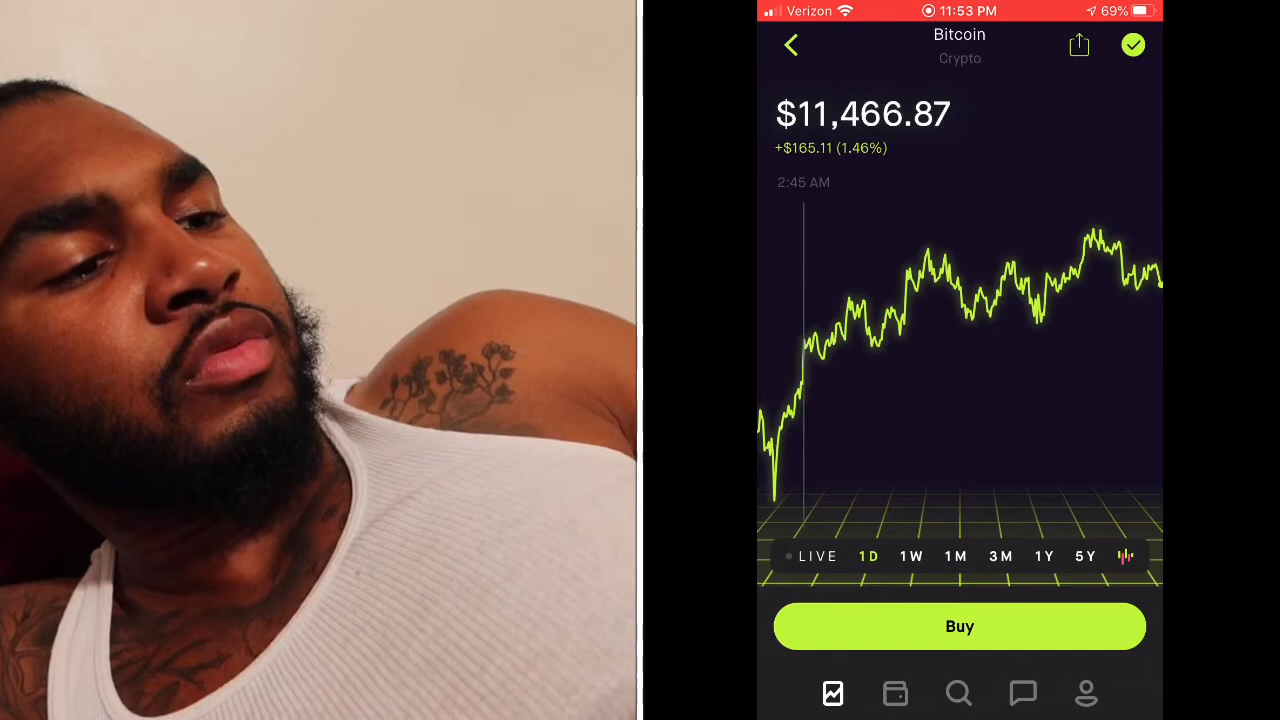 Verizon 11:53 PM 69%
Bitcoin
Crypto
$11,466.87
+$165.11 (1.46%)
2:45 AM
LIVE 1D 1W 1M 3M 1Y 5Y
Buy